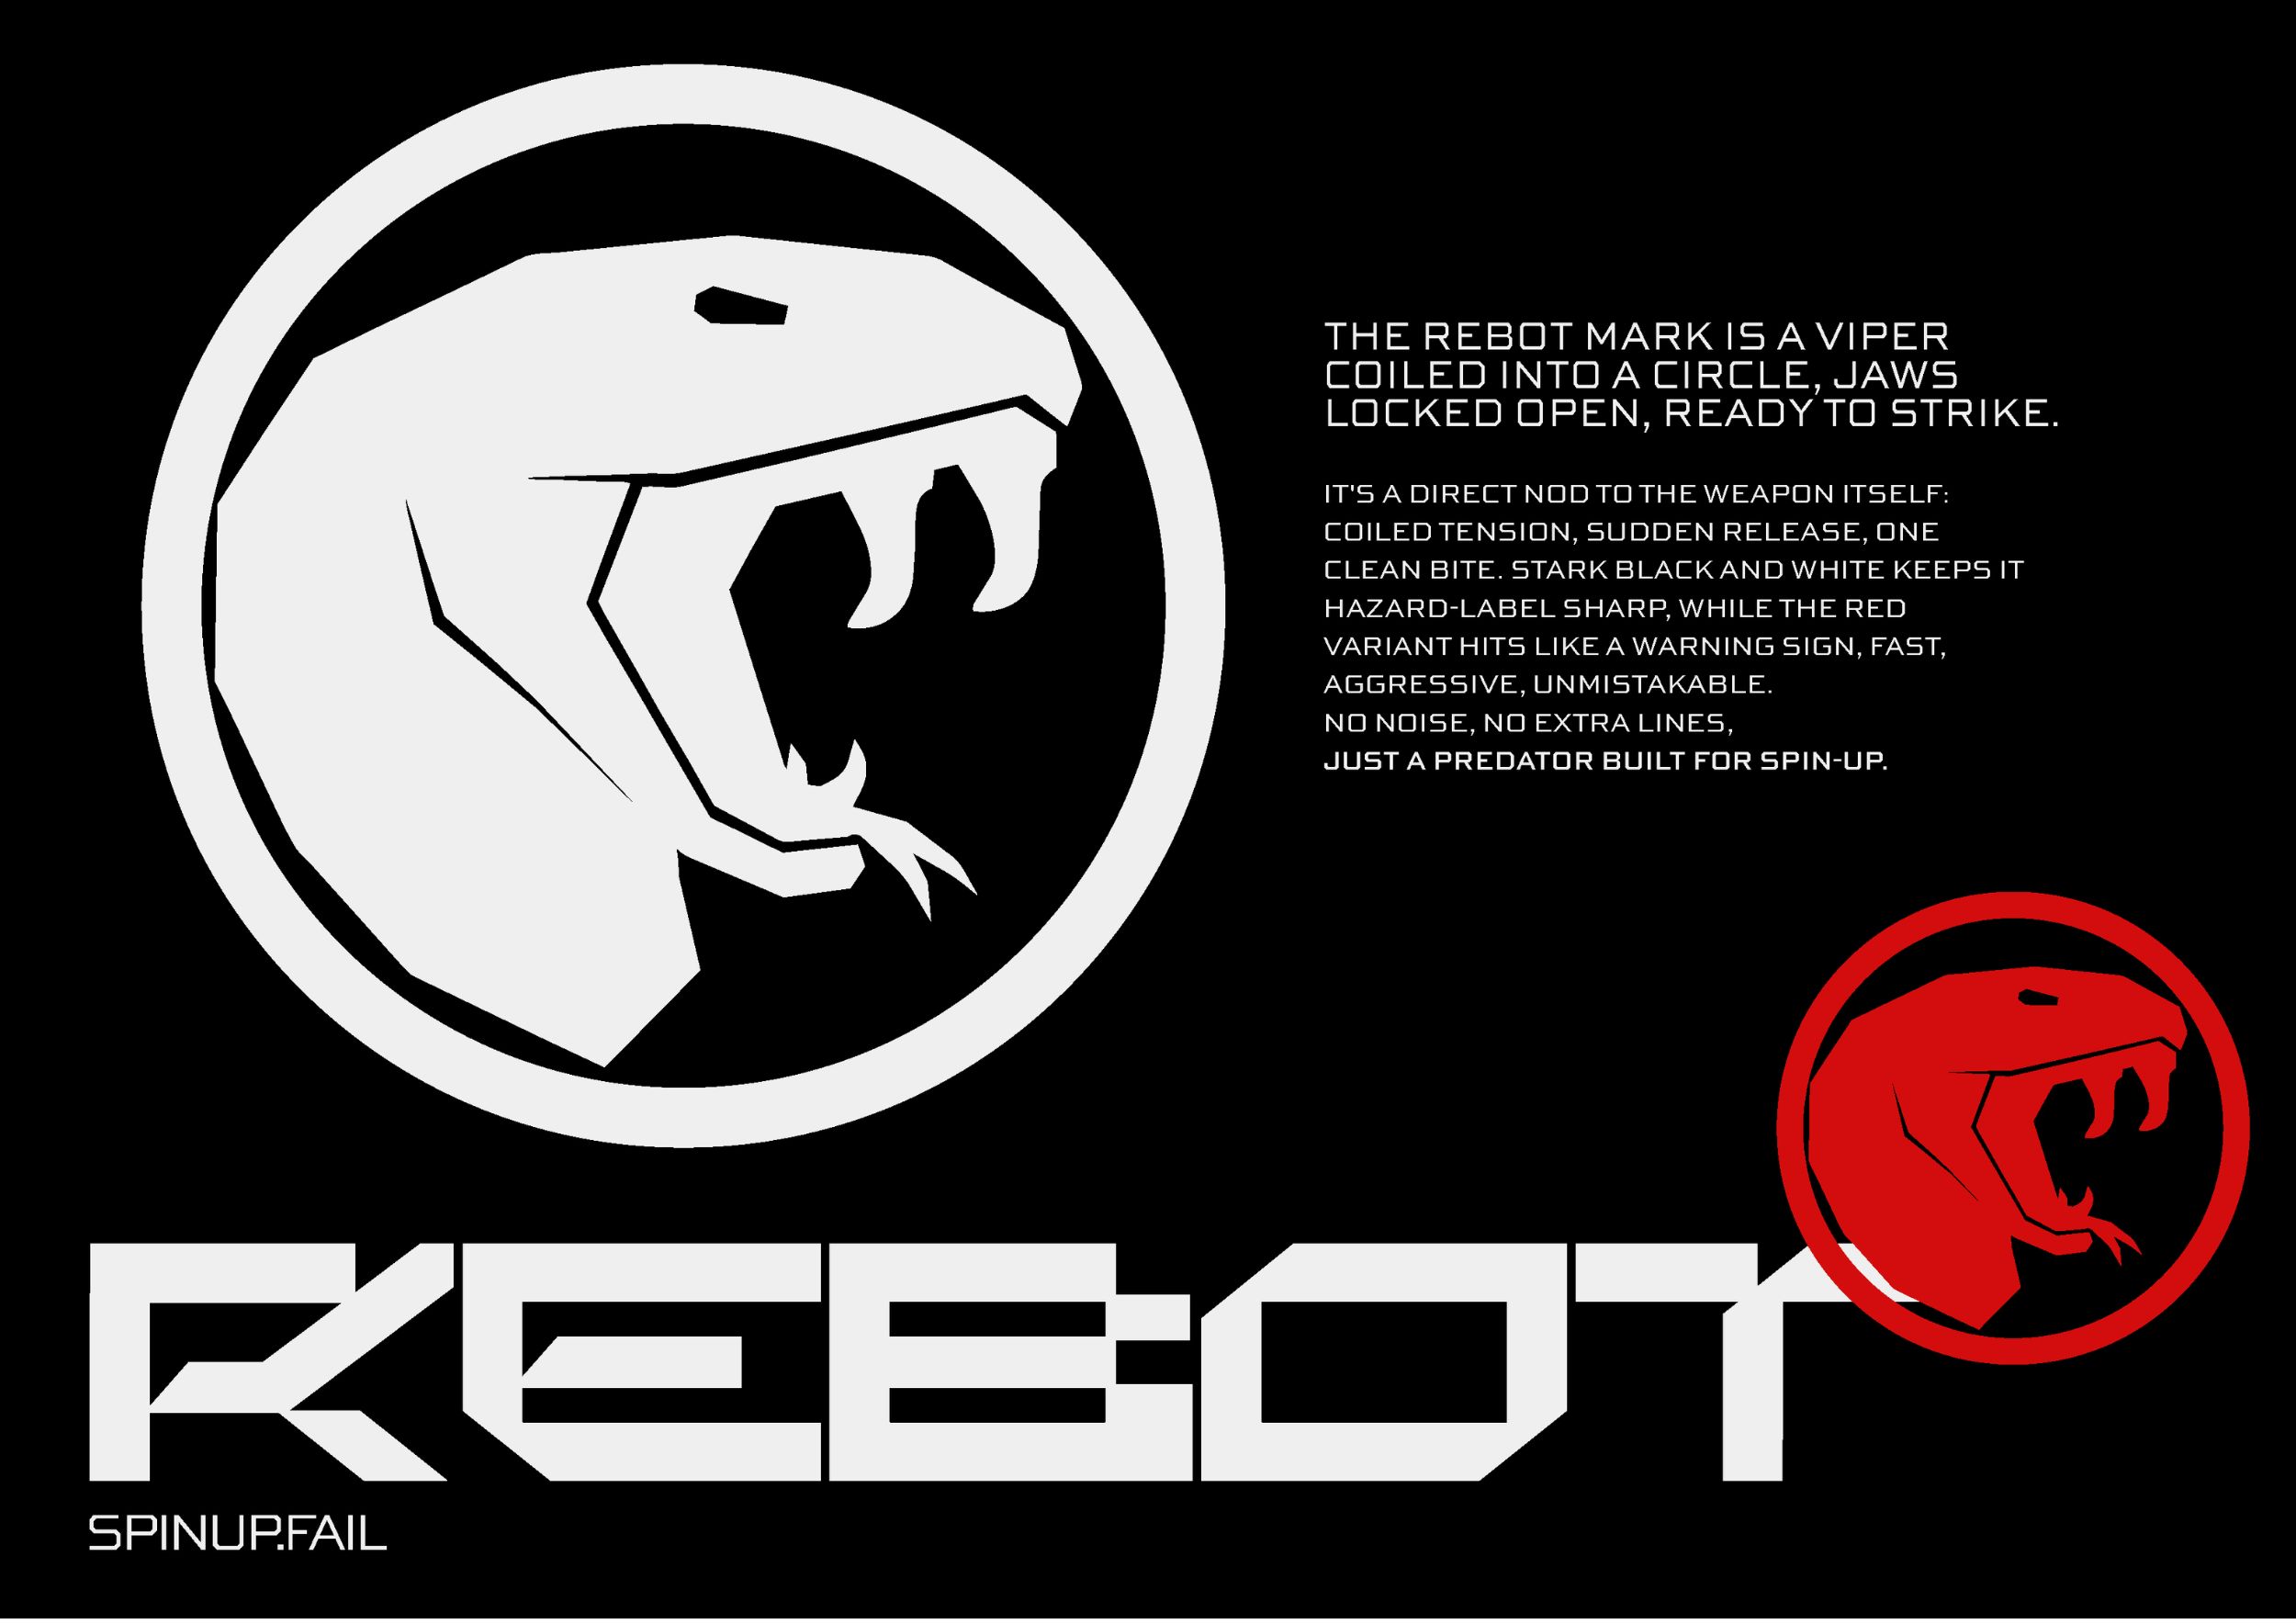 THE REBOT MARK IS A VIPER
COILED INTO A CIRCLE, JAWS
LOCKED OPEN, READY TO STRIKE.
IT'S A DIRECT NOD TO THE WEAPON ITSELF:
COILED TENSION, SUDDEN RELEASE, ONE
CLEAN BITE. STARK BLACK AND WHITE KEEPS IT
HAZARD-LABEL SHARP, WHILE THE RED
VARIANT HITS LIKE A WARNING SIGN, FAST,
AGGRESSIVE, UNMISTAKABLE.
NO NOISE, NO EXTRA LINES,
JUST A PREDATOR BUILT FOR SPIN-UP.
REBOT
SPINUP.FAIL